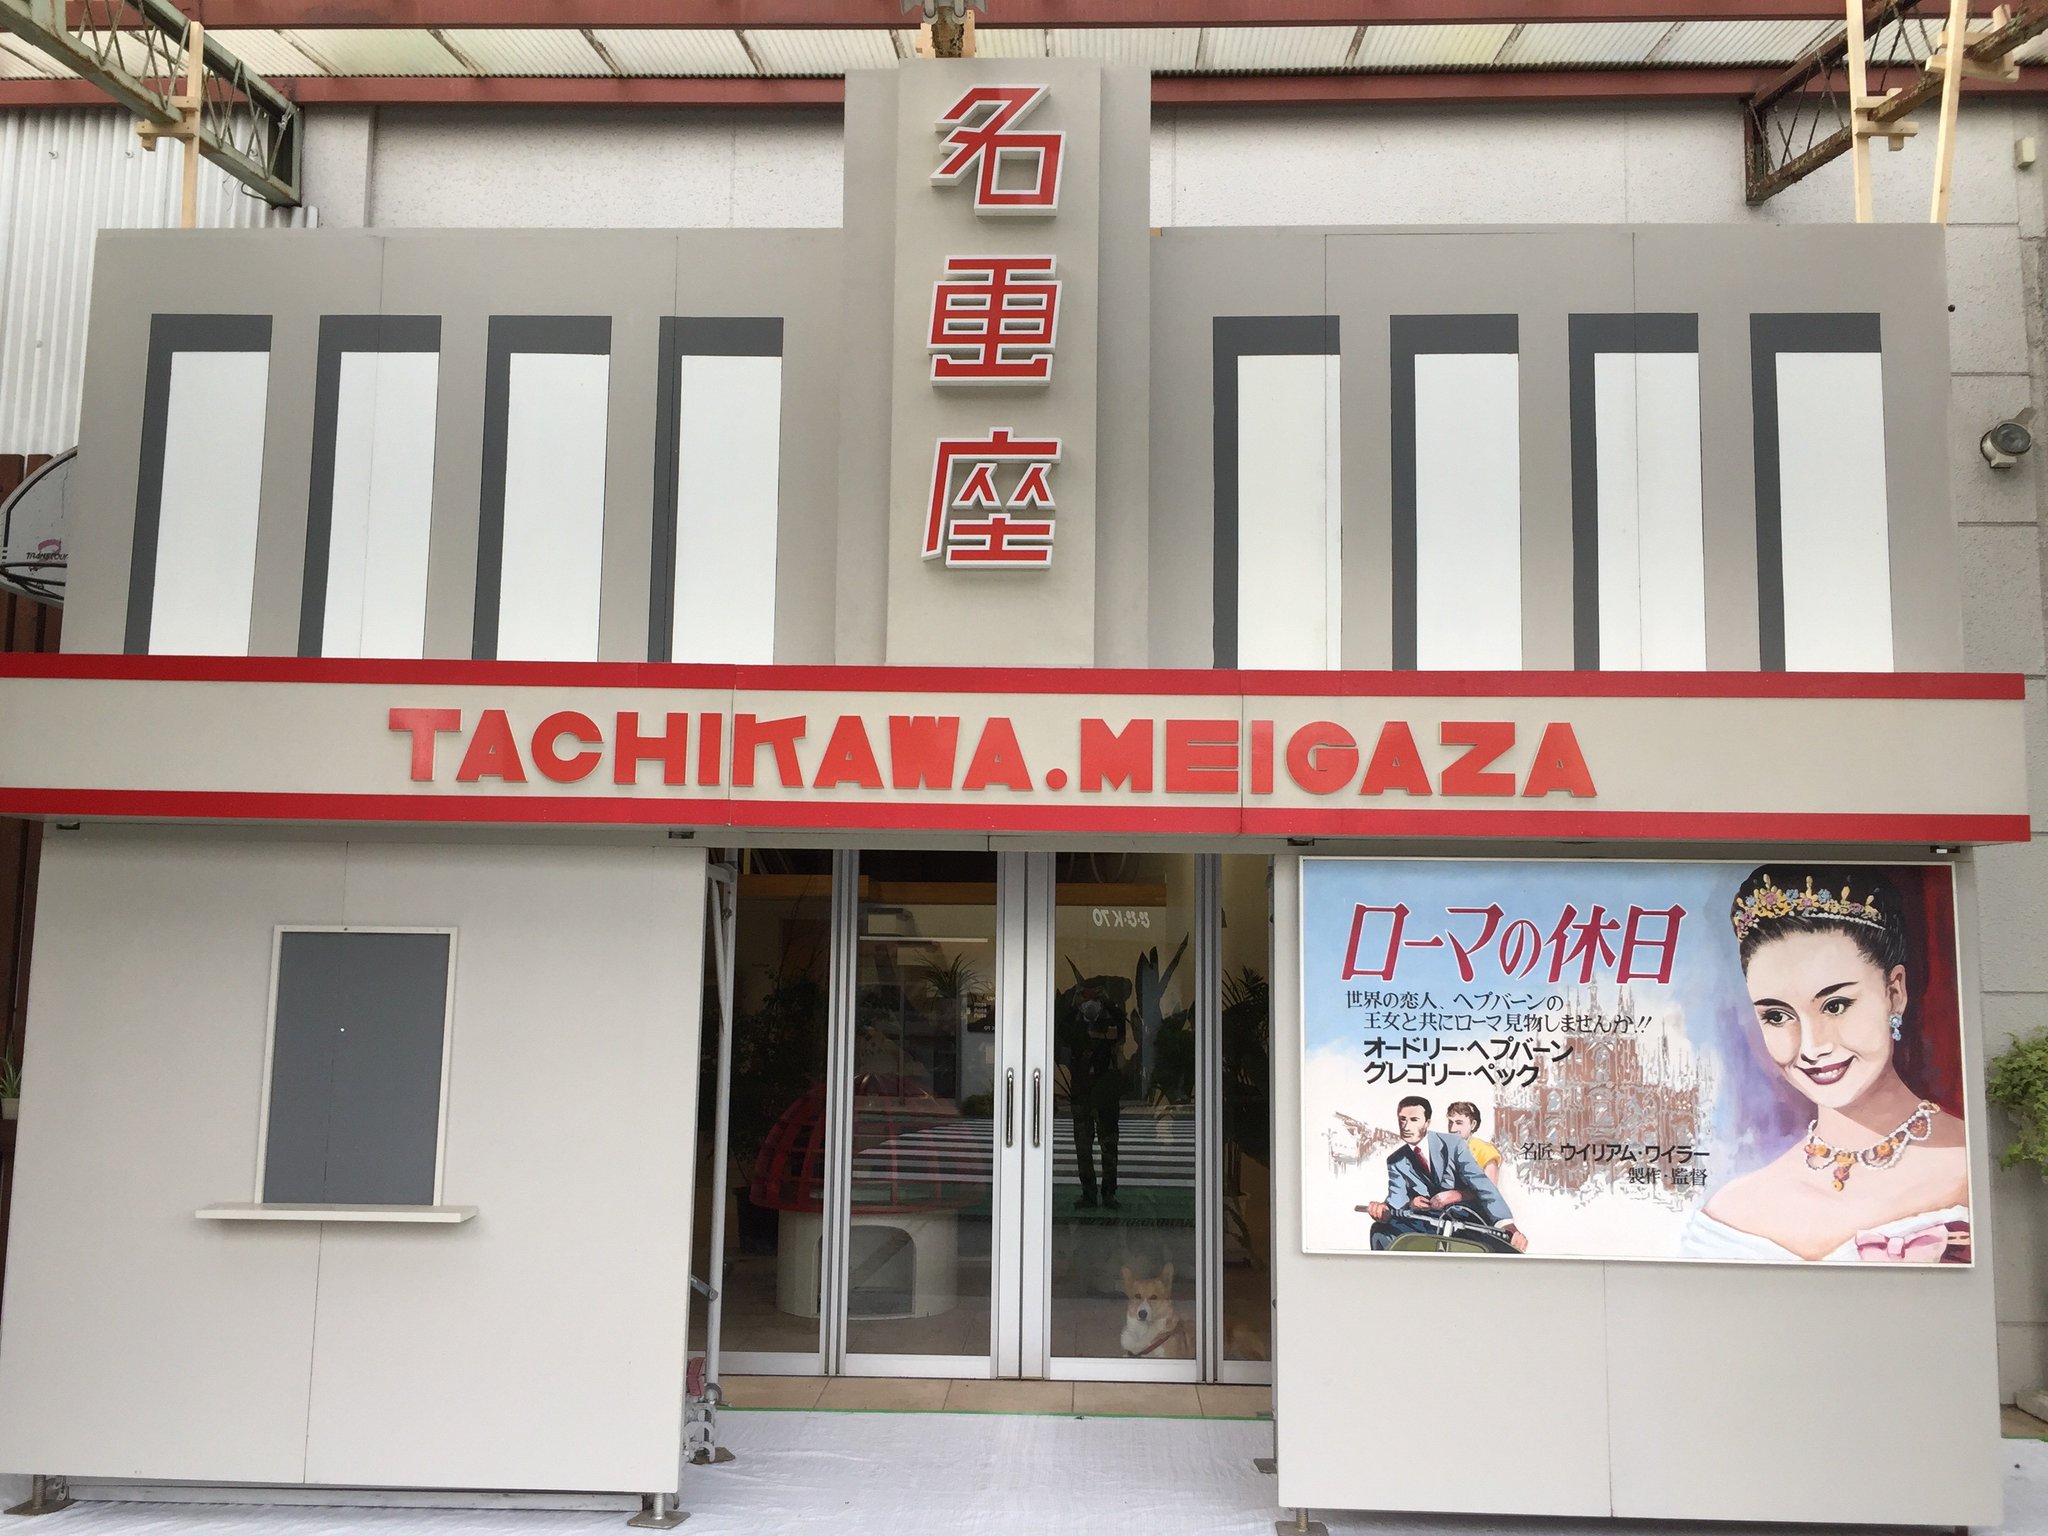 名画座
TACHIKAWA.MEIGAZA
ローマの休日
世界の恋人、ヘプバーンの
王女と共にローマ見物しませんか!!
オードリー・ヘプバーン
グレゴリー・ペック
名匠 ウイリアム・ワイラー
製作・監督